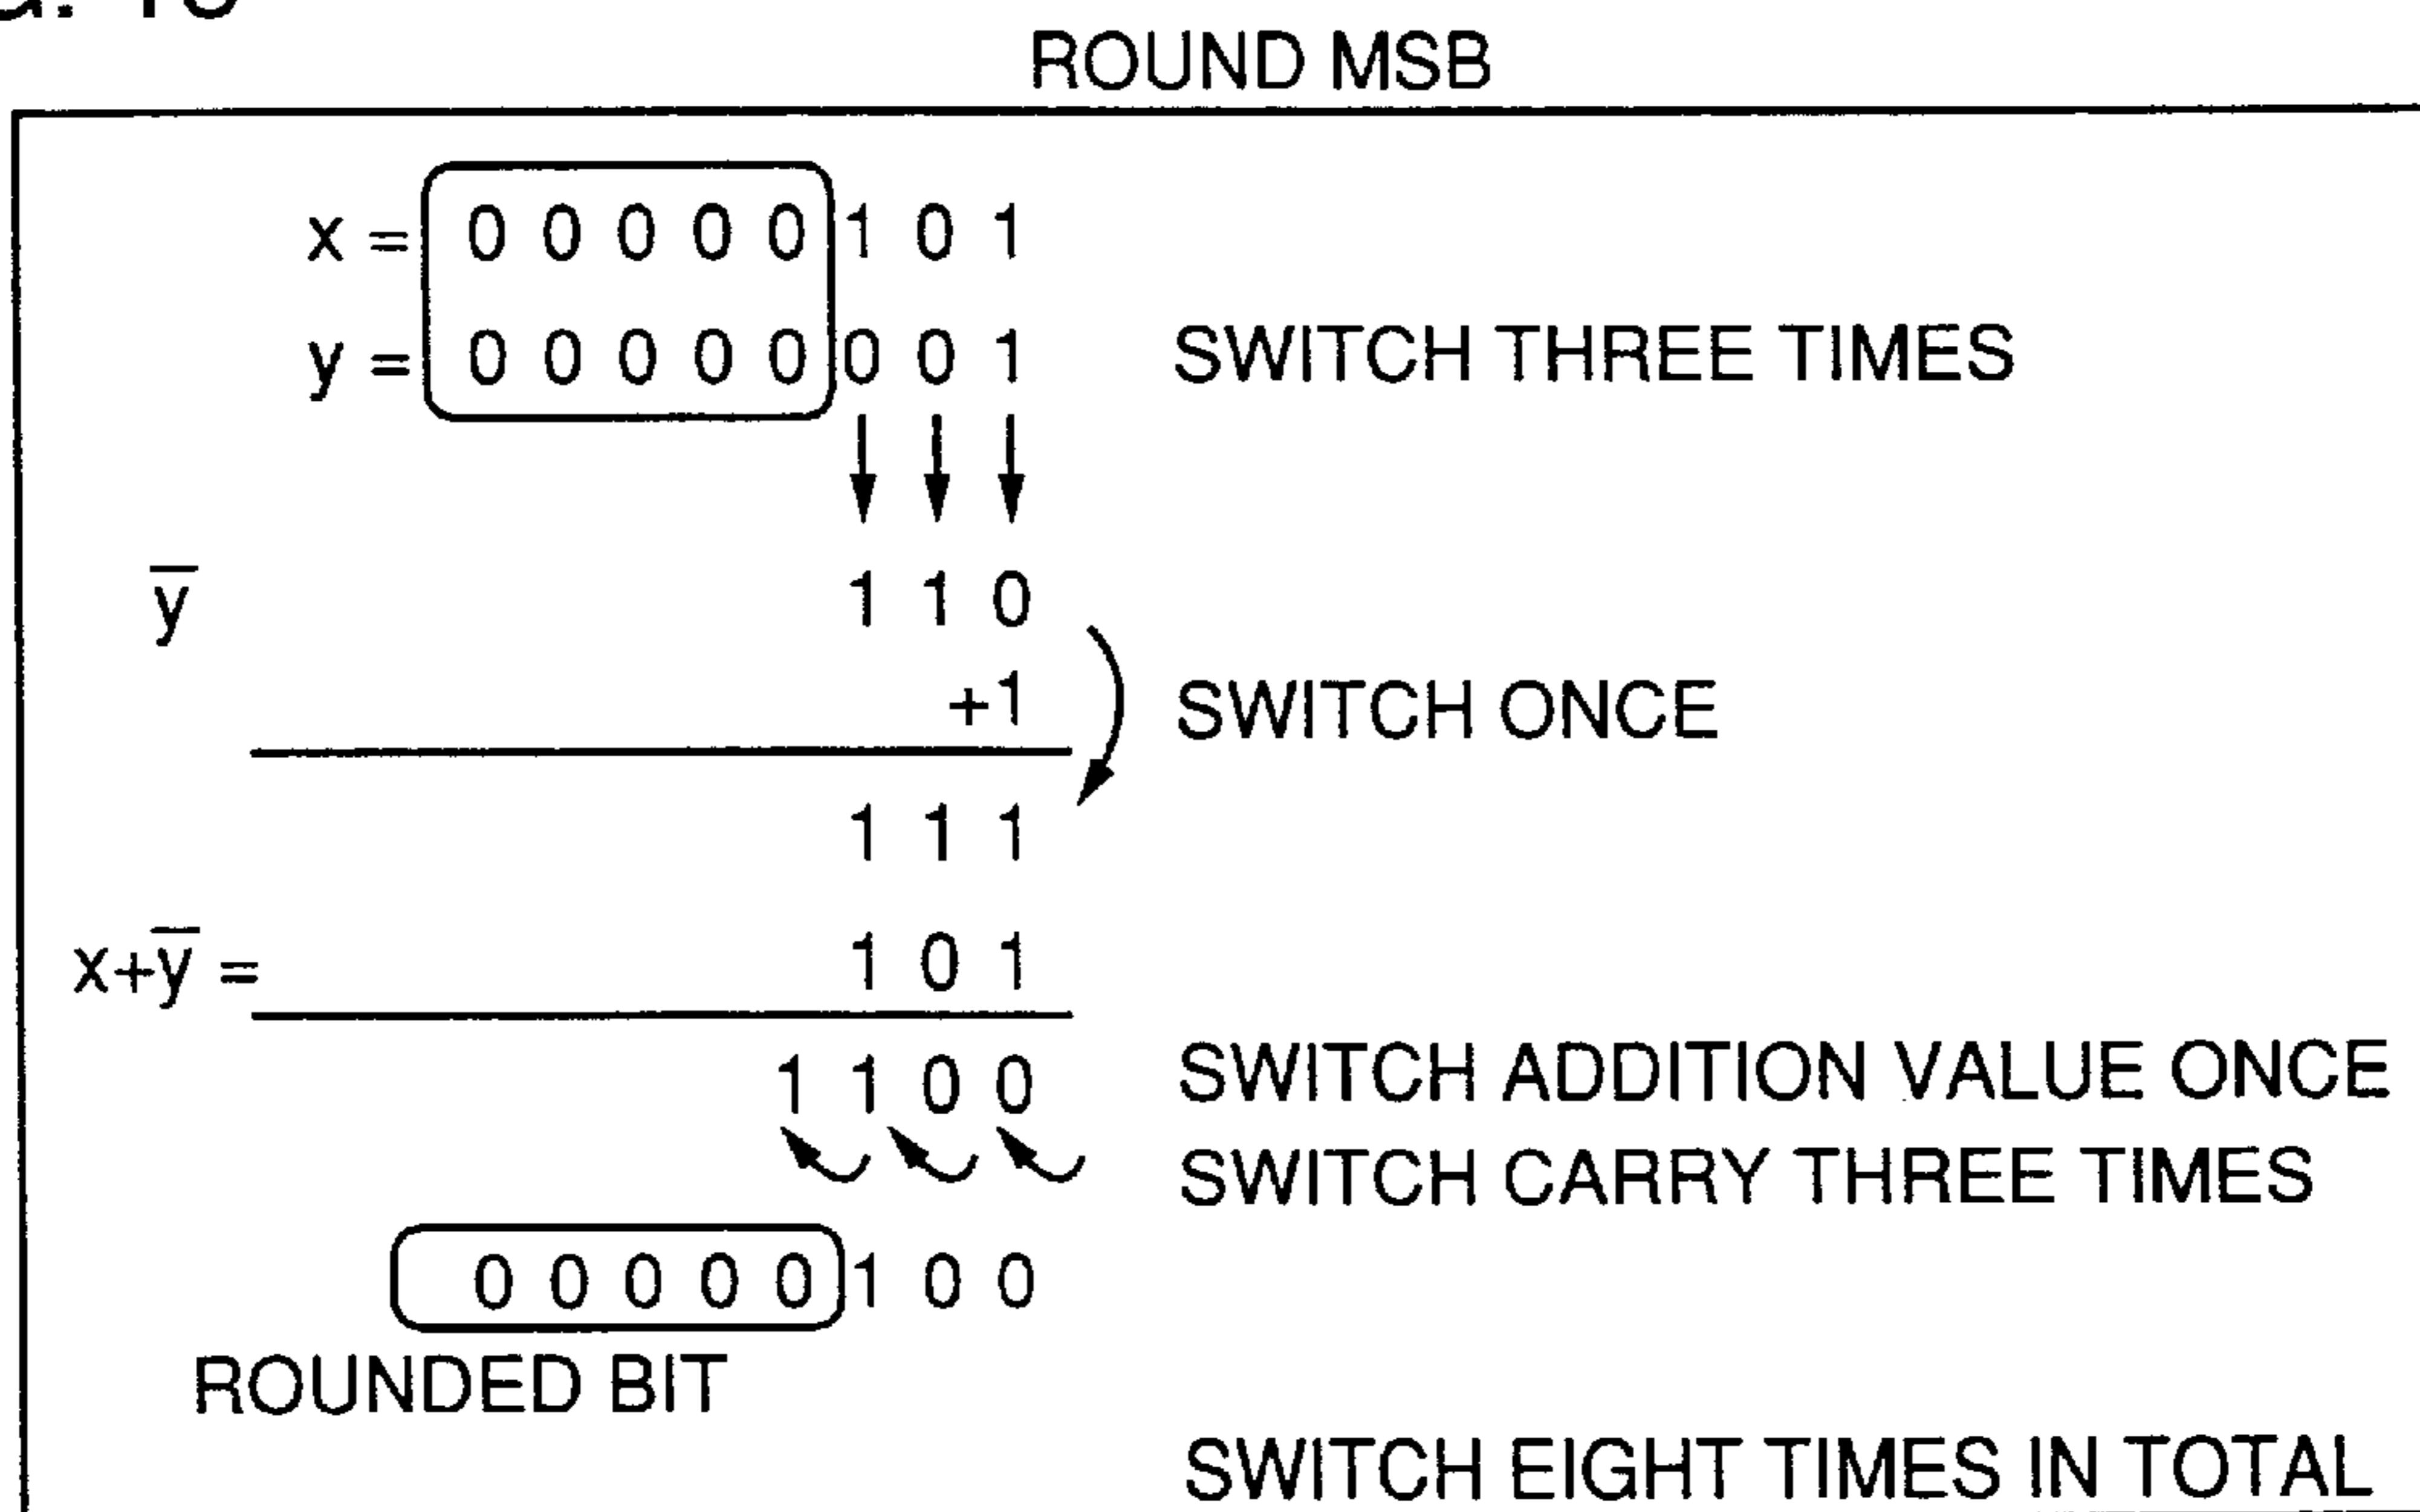 ROUND MSB
x = 0 0 0 0 0 1 0 1
y = 0 0 0 0 0 0 0 1 SWITCH THREE TIMES
y̅ 1 1 0
+1 SWITCH ONCE
1 1 1
x+y̅ = 1 0 1
1 1 0 0 SWITCH ADDITION VALUE ONCE
SWITCH CARRY THREE TIMES
0 0 0 0 0 1 0 0
ROUNDED BIT
SWITCH EIGHT TIMES IN TOTAL